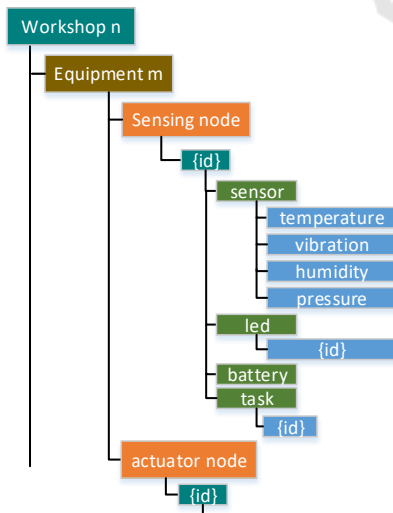 Workshop n
Equipment m
Sensing node
{id}
sensor
temperature
vibration
humidity
pressure
led
{id}
battery
task
{id}
actuator node
{id}